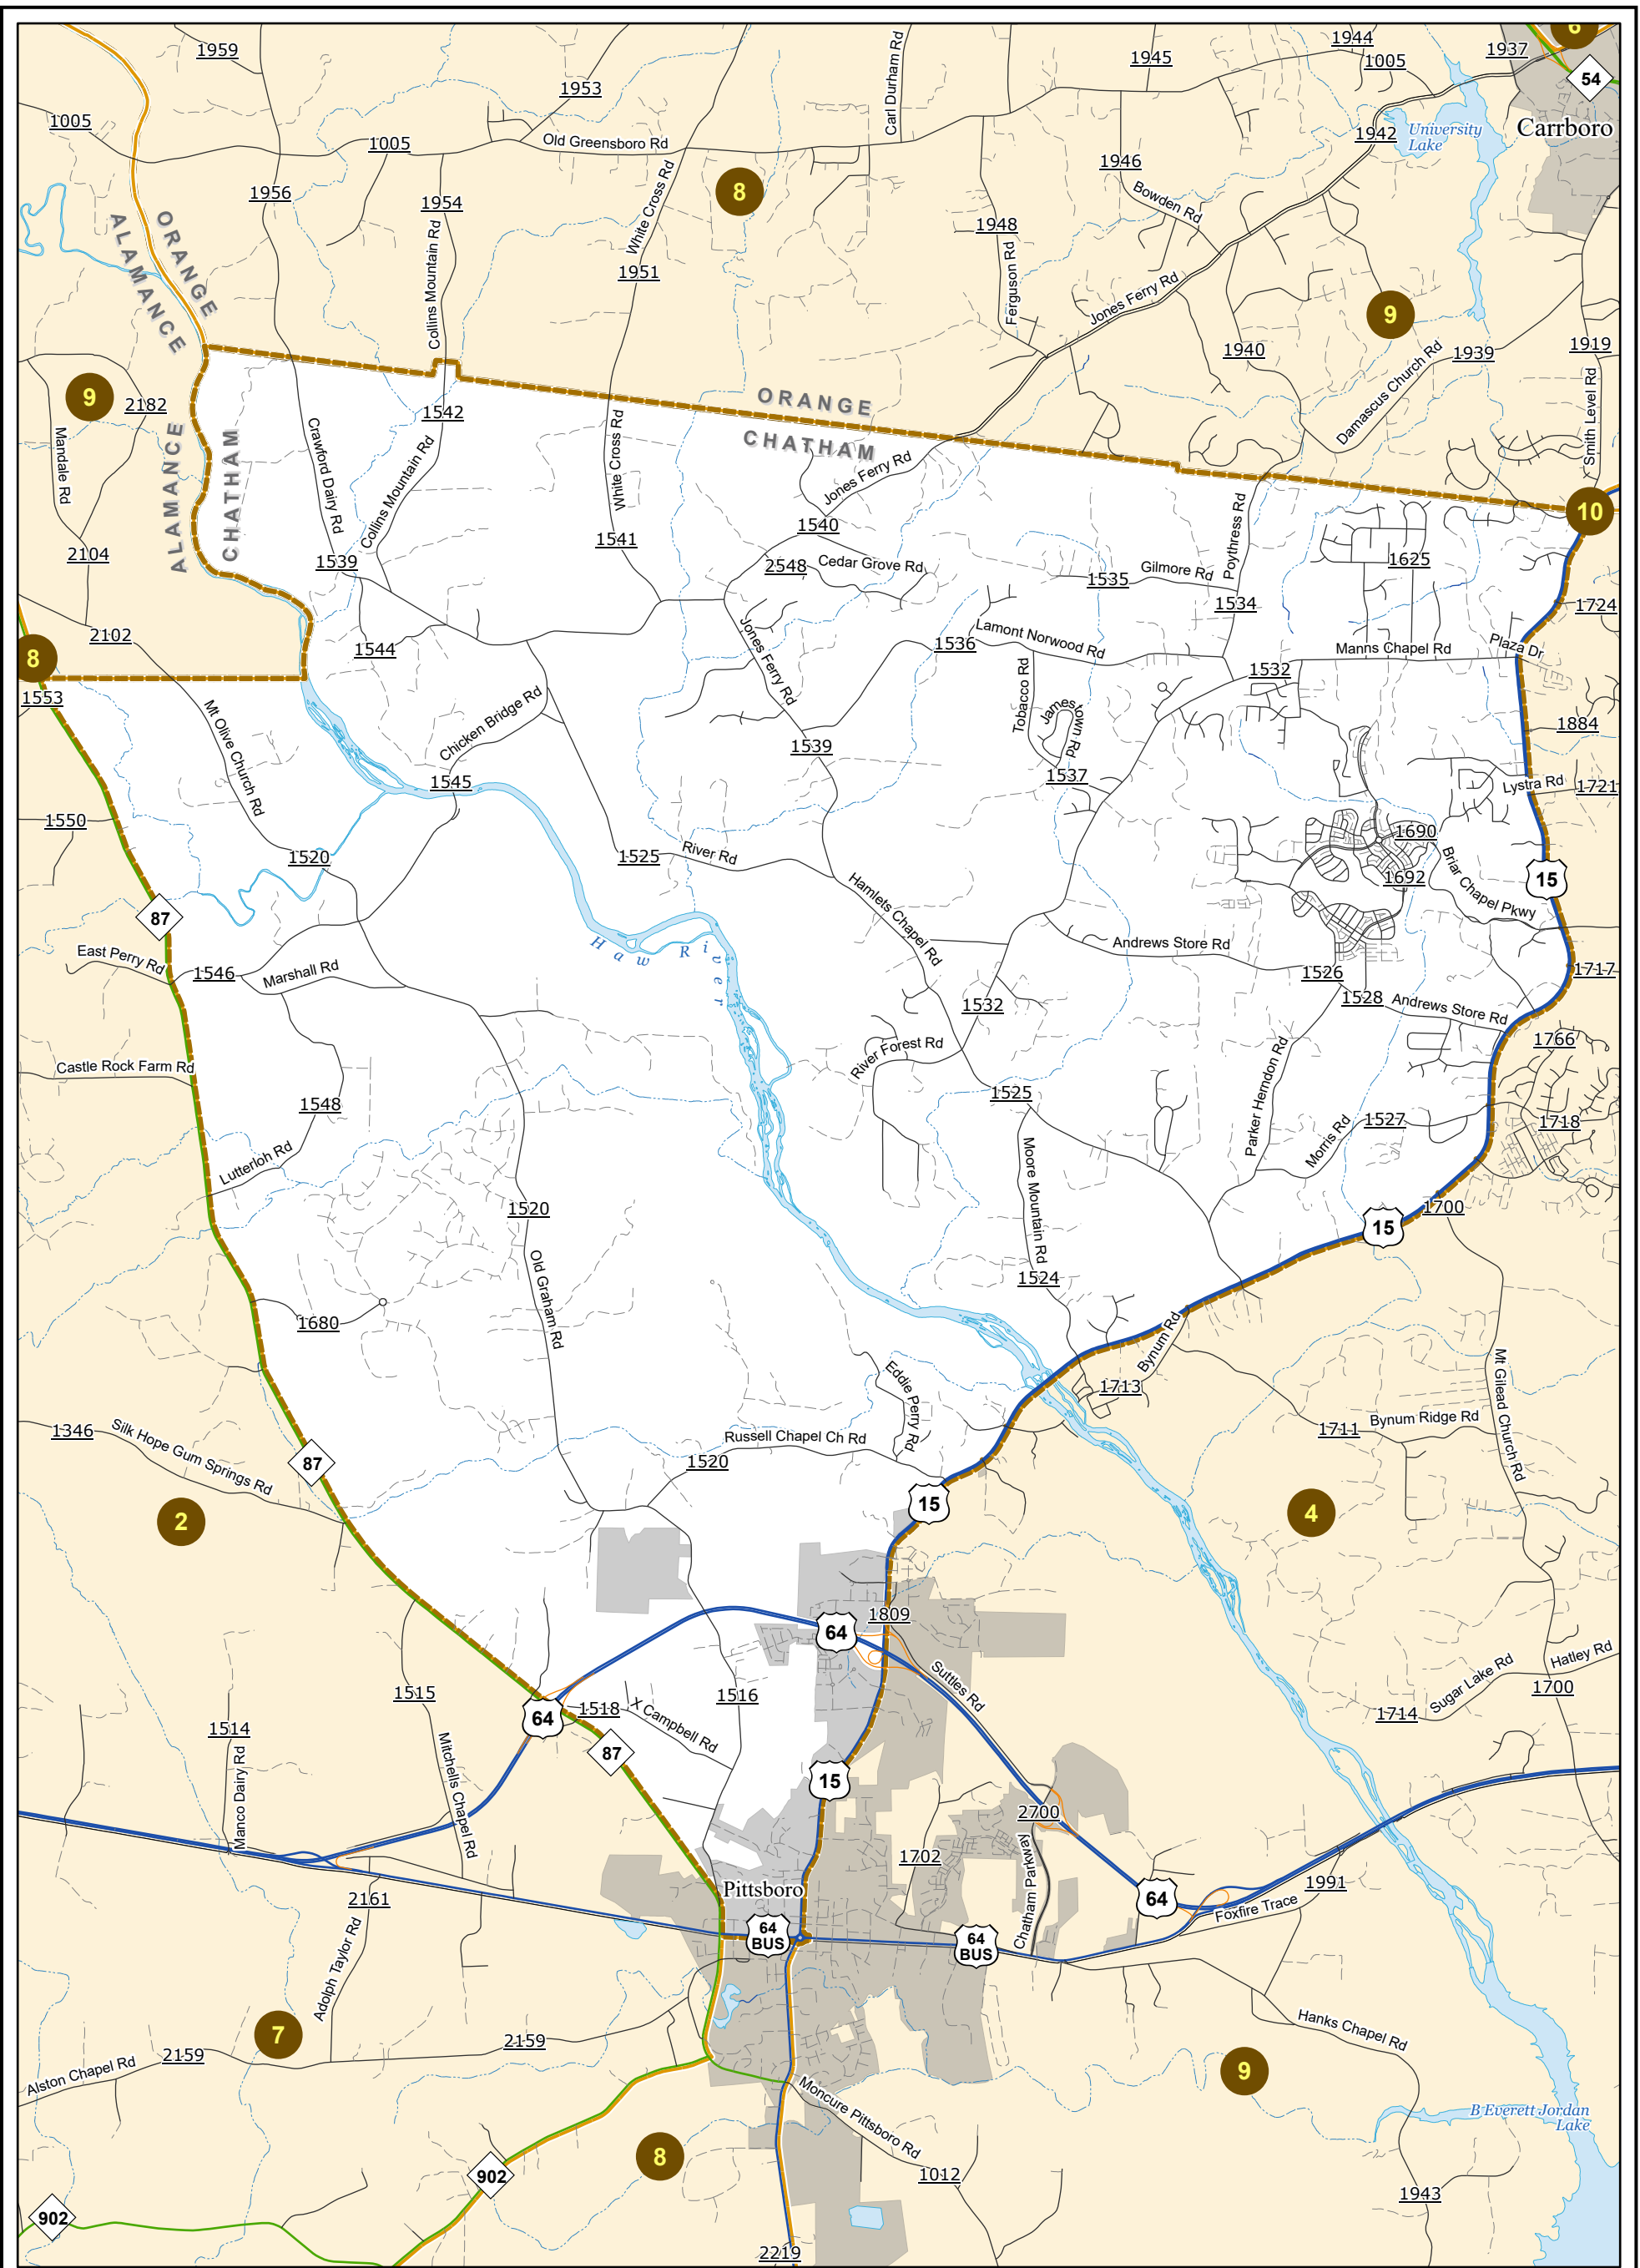 6
1959
1944
1937
1945
1005
54
1953
Carl Durham Rd
1005
Carrboro
University
Lake
1942
1005
Old Greensboro Rd
1946
8
1956
Bowden Rd
1954
White Cross Rd
1948
ORANGE
ALAMANCE
Collins Mountain Rd
1951
Ferguson Rd
Jones Ferry Rd
9
1919
1940
1939
Damascus Church Rd
Smith Level Rd
9
2182
ORANGE
CHATHAM
1542
Mandale Rd
ALAMANCE
CHATHAM
Crawford Dairy Rd
Collins Mountain Rd
White Cross Rd
Jones Ferry Rd
Poythress Rd
10
1540
1541
2104
1539
2548
Cedar Grove Rd
1535
Gilmore Rd
1625
1534
1724
2102
1544
Jones Ferry Rd
1536
Lamont Norwood Rd
Manns Chapel Rd
Plaza Dr
8
1532
1553
Mt Olive Church Rd
Chicken Bridge Rd
Tobacco Rd
Jamestown Rd
1884
1539
1537
1545
Lystra Rd
1721
1550
1690
1520
1525
River Rd
Briar Chapel Pkwy
1692
15
Hamlets Chapel Rd
87
Haw River
Andrews Store Rd
East Perry Rd
1546
Marshall Rd
1526
1717
1532
1528
Andrews Store Rd
River Forest Rd
1766
Castle Rock Farm Rd
1525
1548
Parker Herndon Rd
Morris Rd
1527
1718
Lutterloh Rd
Moore Mountain Rd
1520
1700
15
Old Graham Rd
1524
1680
Bynum Rd
Mt Gilead Church Rd
Eddie Perry Rd
1713
1346
Silk Hope Gum Springs Rd
1711
Bynum Ridge Rd
Russell Chapel Ch Rd
87
1520
15
2
4
1809
64
Suttles Rd
Hatley Rd
Sugar Lake Rd
1515
1516
1700
64
1518
X Campbell Rd
1714
1514
87
15
Manco Dairy Rd
Mitchells Chapel Rd
2700
1702
Chatham Parkway
2161
Pittsboro
64
1991
Foxfire Trace
64
BUS
64
BUS
Adolph Taylor Rd
7
Hanks Chapel Rd
2159
2159
9
Alston Chapel Rd
Moncure Pittsboro Rd
B Everett Jordan
Lake
8
902
1012
1943
902
2219